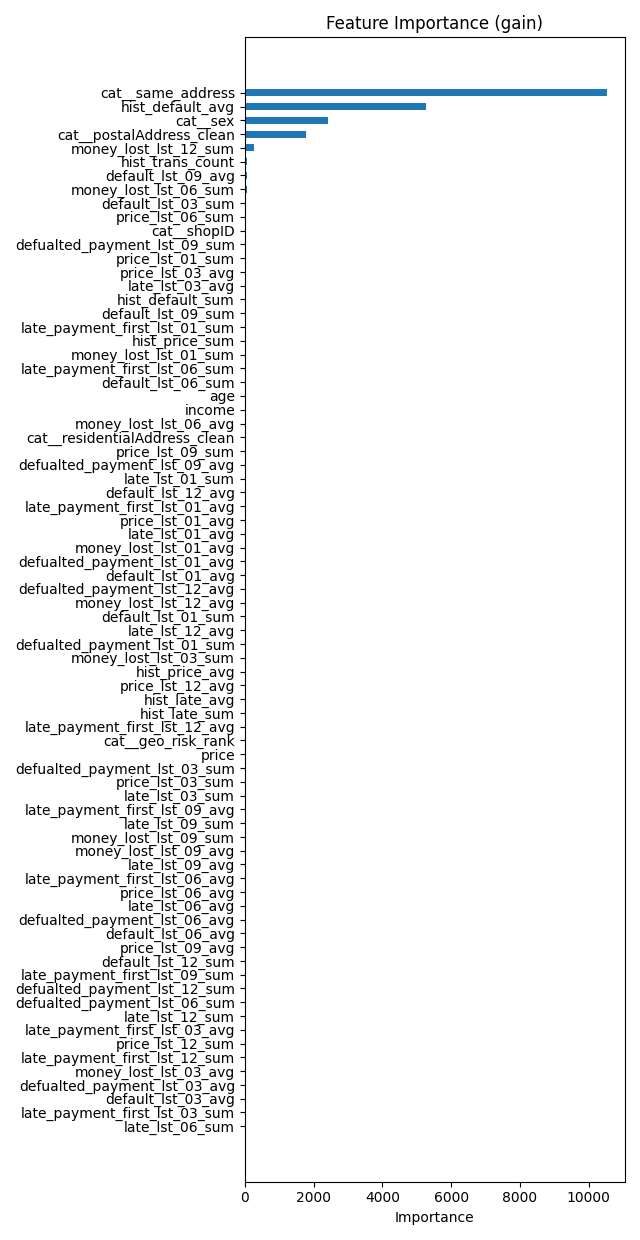 Feature Importance (gain)
cat__same_address
hist_default_avg
cat__sex
cat__postalAddress_clean
money_lost_lst_12_sum
hist_trans_count
default_lst_09_avg
money_lost_lst_06_sum
default_lst_03_sum
price_lst_06_sum
cat__shopID
defualted_payment_lst_09_sum
price_lst_01_sum
price_lst_03_avg
late_lst_03_avg
hist_default_sum
default_lst_09_sum
late_payment_first_lst_01_sum
hist_price_sum
money_lost_lst_01_sum
late_payment_first_lst_06_sum
default_lst_06_sum
age
income
money_lost_lst_06_avg
cat__residentialAddress_clean
price_lst_09_sum
defualted_payment_lst_09_avg
late_lst_01_sum
default_lst_12_avg
late_payment_first_lst_01_avg
price_lst_01_avg
late_lst_01_avg
money_lost_lst_01_avg
defualted_payment_lst_01_avg
default_lst_01_avg
defualted_payment_lst_12_avg
money_lost_lst_12_avg
default_lst_01_sum
late_lst_12_avg
defualted_payment_lst_01_sum
money_lost_lst_03_sum
hist_price_avg
price_lst_12_avg
hist_late_avg
hist_late_sum
late_payment_first_lst_12_avg
cat__geo_risk_rank
price
defualted_payment_lst_03_sum
price_lst_03_sum
late_lst_03_sum
late_payment_first_lst_09_avg
late_lst_09_sum
money_lost_lst_09_sum
money_lost_lst_09_avg
late_lst_09_avg
late_payment_first_lst_06_avg
price_lst_06_avg
late_lst_06_avg
defualted_payment_lst_06_avg
default_lst_06_avg
price_lst_09_avg
default_lst_12_sum
late_payment_first_lst_09_sum
defualted_payment_lst_12_sum
defualted_payment_lst_06_sum
late_lst_12_sum
late_payment_first_lst_03_avg
price_lst_12_sum
late_payment_first_lst_12_sum
money_lost_lst_03_avg
defualted_payment_lst_03_avg
default_lst_03_avg
late_payment_first_lst_03_sum
late_lst_06_sum
0 2000 4000 6000 8000 10000
Importance